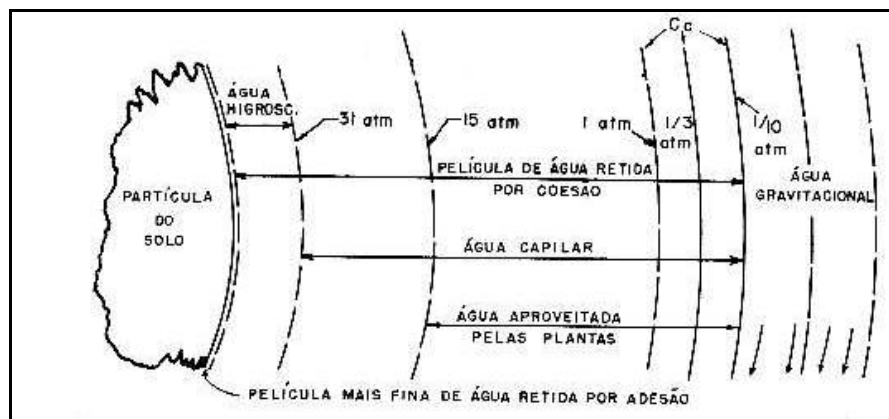 Cc
ÁGUA
HIGROSC.
31 atm
15 atm
1 atm
1/3
atm
1/10
atm
PELÍCULA DE ÁGUA RETIDA
POR COESÃO
ÁGUA
GRAVITACIONAL
PARTÍCULA
DO
SOLO
ÁGUA CAPILAR
ÁGUA APROVEITADA
PELAS PLANTAS
PELÍCULA MAIS FINA DE ÁGUA RETIDA POR ADESÃO